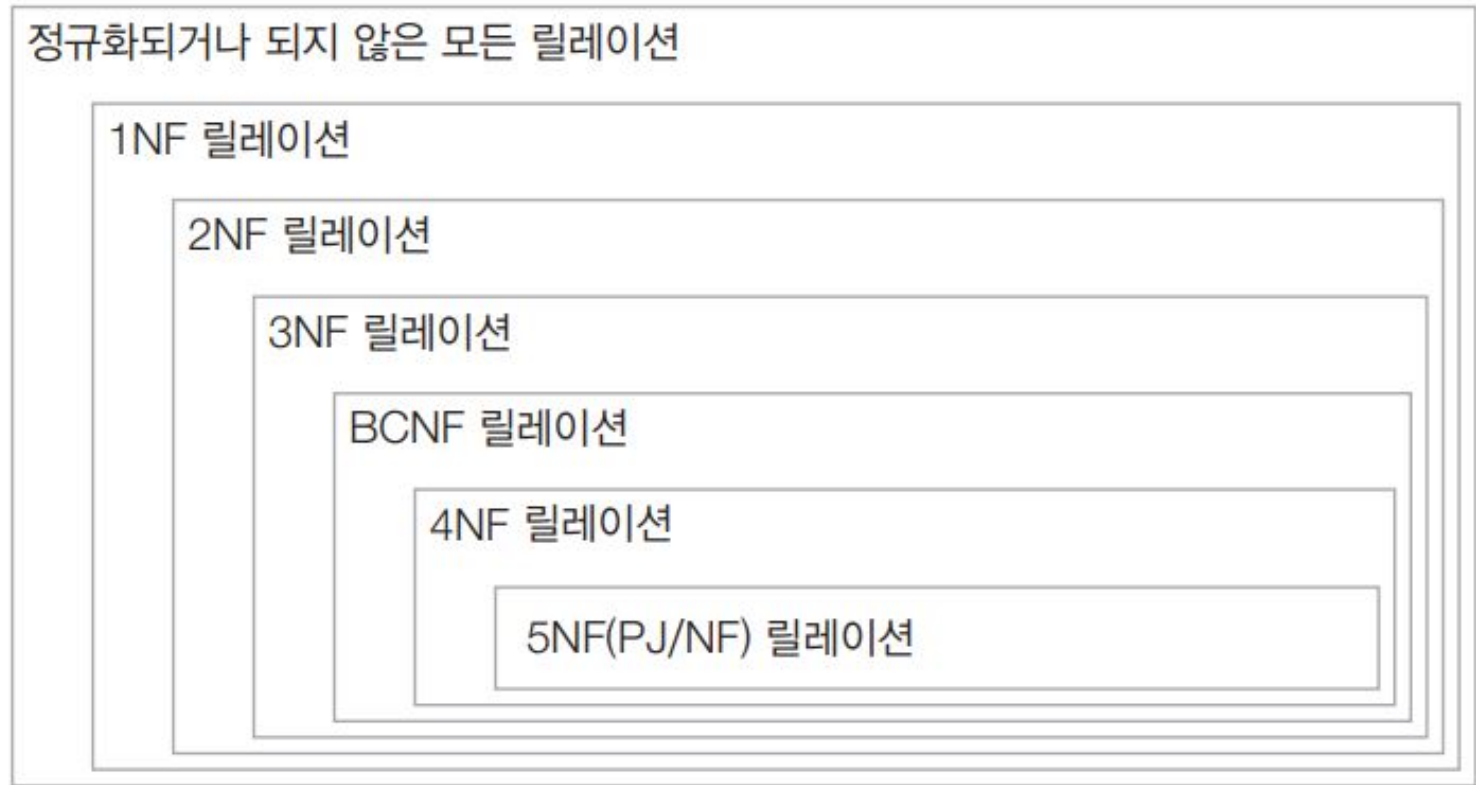 정규화되거나 되지 않은 모든 릴레이션
1NF 릴레이션
2NF 릴레이션
3NF 릴레이션
BCNF 릴레이션
4NF 릴레이션
5NF(PJ/NF) 릴레이션